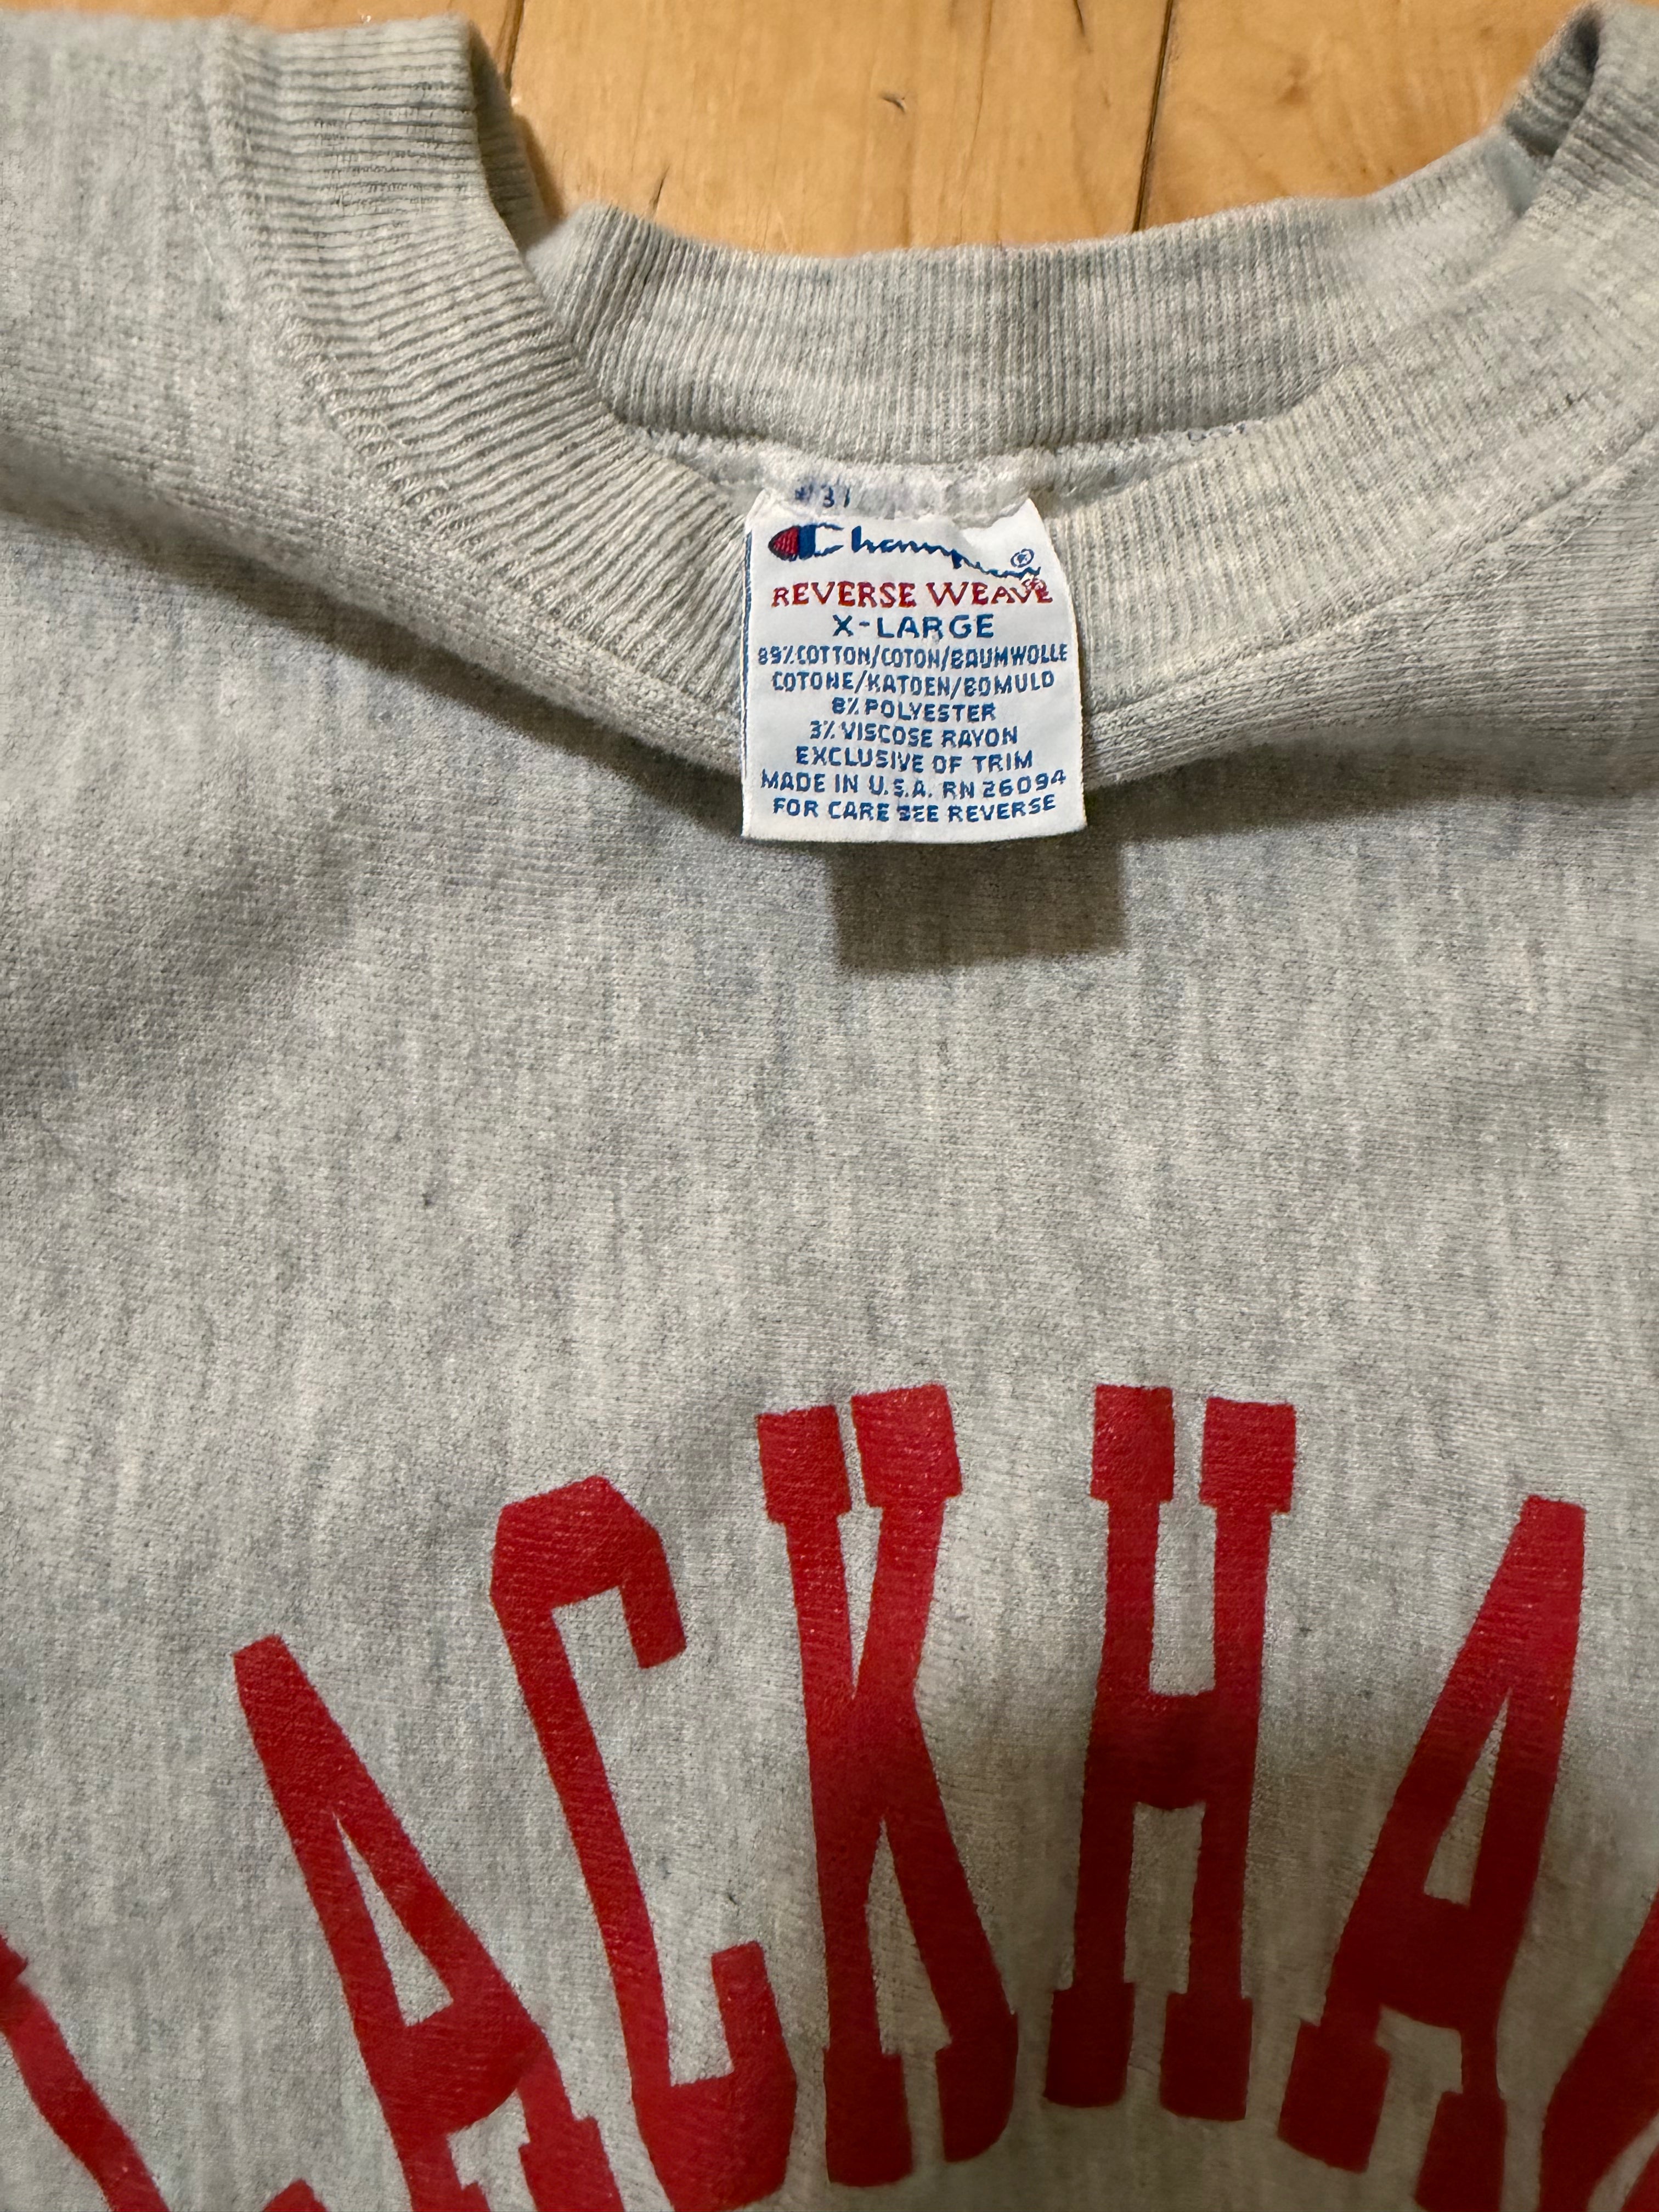 Champion®
REVERSE WEAVE®
X-LARGE
89% COTTON/COTON/BAUMWOLLE
COTONE/KATOEN/BOMULD
8% POLYESTER
3% VISCOSE RAYON
EXCLUSIVE OF TRIM
MADE IN U.S.A. RN 26094
FOR CARE SEE REVERSE
ACKHA